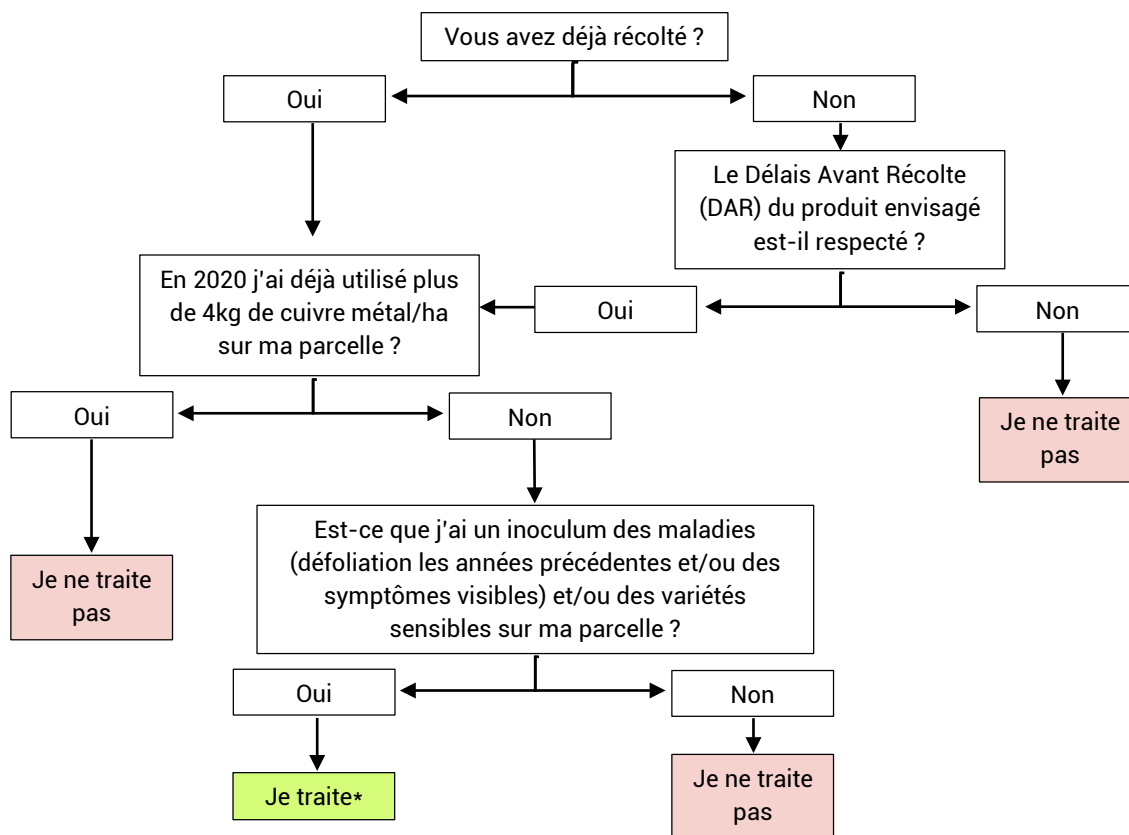 Vous avez déjà récolté ?
Oui
Non
Le Délais Avant Récolte
(DAR) du produit envisagé
est-il respecté ?
En 2020 j'ai déjà utilisé plus
de 4kg de cuivre métal/ha
sur ma parcelle ?
Oui
Non
Oui
Non
Je ne traite
pas
Est-ce que j’ai un inoculum des maladies
(défoliation les années précédentes et/ou des
symptômes visibles) et/ou des variétés
sensibles sur ma parcelle ?
Je ne traite
pas
Oui
Non
Je traite*
Je ne traite
pas